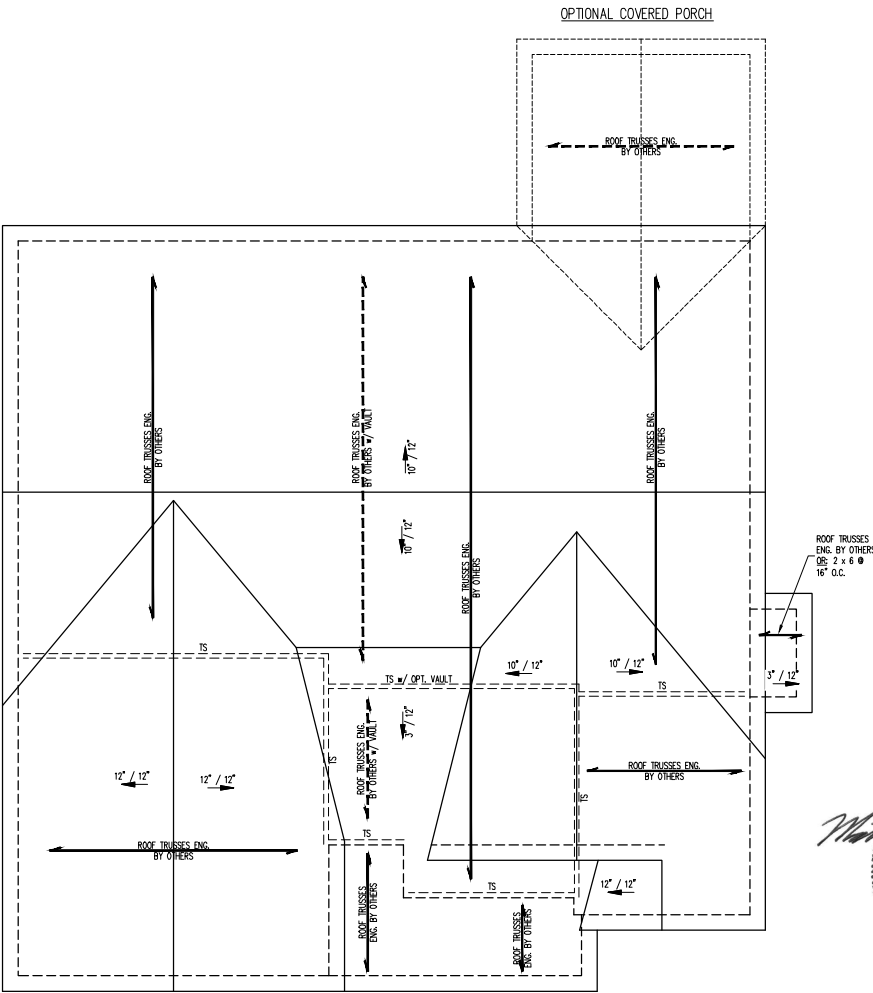 OPTIONAL COVERED PORCH
ROOF TRUSSES ENG.
BY OTHERS
ROOF TRUSSES ENG.
BY OTHERS
ROOF TRUSSES ENG.
BY OTHERS w/ VAULT
10" / 12"
10" / 12"
ROOF TRUSSES ENG.
BY OTHERS
ROOF TRUSSES ENG.
BY OTHERS
ROOF TRUSSES
ENG. BY OTHERS
OR: 2 x 6 @
16" O.C.
3" / 12"
TS
TS w/ OPT. VAULT
10" / 12"
10" / 12"
TS
3" / 12"
ROOF TRUSSES ENG.
BY OTHERS w/ VAULT
TS
12" / 12"
12" / 12"
ROOF TRUSSES ENG.
BY OTHERS
TS
TS
ROOF TRUSSES ENG.
BY OTHERS
TS
12" / 12"
ROOF TRUSSES
ENG. BY OTHERS
ROOF TRUSSES
ENG. BY OTHERS